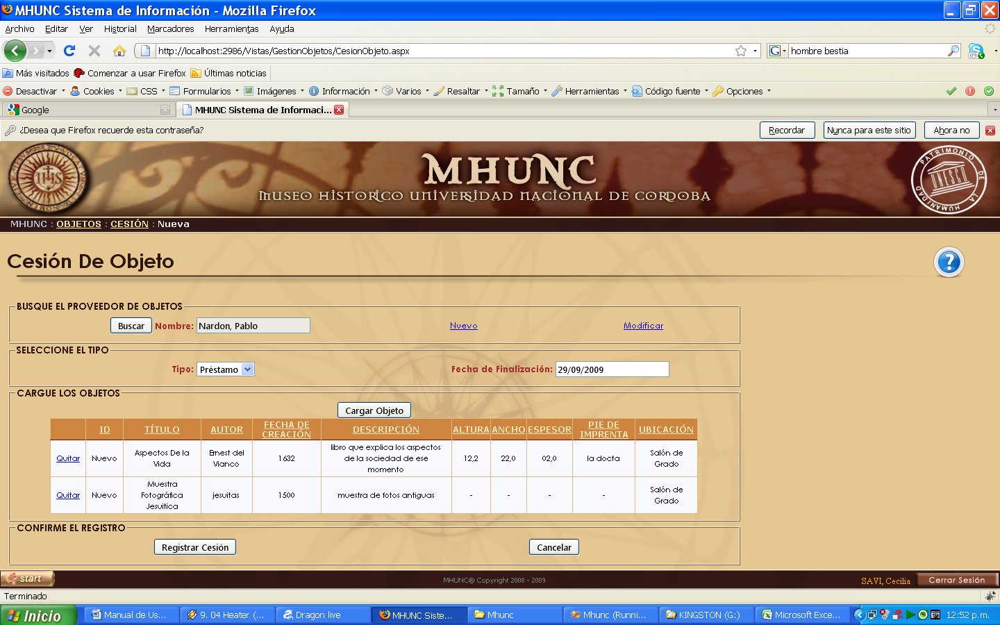 MHUNC Sistema de Información - Mozilla Firefox
Archivo Editar Ver Historial Marcadores Herramientas Ayuda
http://localhost:2986/Vistas/GestionObjetos/CesionObjeto.aspx
G hombre bestia
Más visitados Comenzar a usar Firefox Últimas noticias
Desactivar Cookies CSS Formularios Imágenes Información Varios Resaltar Tamaño Herramientas Código fuente Opciones
Google MHUNC Sistema de Informaci...
¿Desea que Firefox recuerde esta contraseña? Recordar Nunca para este sitio Ahora no
MHUNC
MUSEO HISTORICO UNIVERSIDAD NACIONAL DE CORDOBA
IHS
PATRIMONIO DE LA HUMANIDAD
UNESCO
MHUNC : OBJETOS : CESIÓN : Nueva
Cesión De Objeto
?
BUSQUE EL PROVEEDOR DE OBJETOS
Buscar Nombre: Nardon, Pablo Nuevo Modificar
SELECCIONE EL TIPO
Tipo: Préstamo Fecha de Finalización: 29/09/2009
CARGUE LOS OBJETOS
Cargar Objeto
ID TÍTULO AUTOR FECHA DE CREACIÓN DESCRIPCIÓN ALTURA ANCHO ESPESOR PIE DE IMPRENTA UBICACIÓN
Quitar Nuevo Aspectos De la Vida Ernest del Vianco 1632 libro que explica los aspectos de la sociedad de ese momento 12,2 22,0 02,0 la docta Salón de Grado
Quitar Nuevo Muestra Fotográfica Jesuitica jesuitas 1500 muestra de fotos antiguas - - - - Salón de Grado
CONFIRME EL REGISTRO
Registrar Cesión Cancelar
start MHUNC® Copyright 2008 - 2009 SAVI, Cecilia Cerrar Sesión
Terminado
Inicio Manual de Us... 9. 04 Heater (... Dragon live MHUNC Siste... Mhunc Mhunc (Runni... KINGSTON (G:) Microsoft Exce... 12:52 p.m.